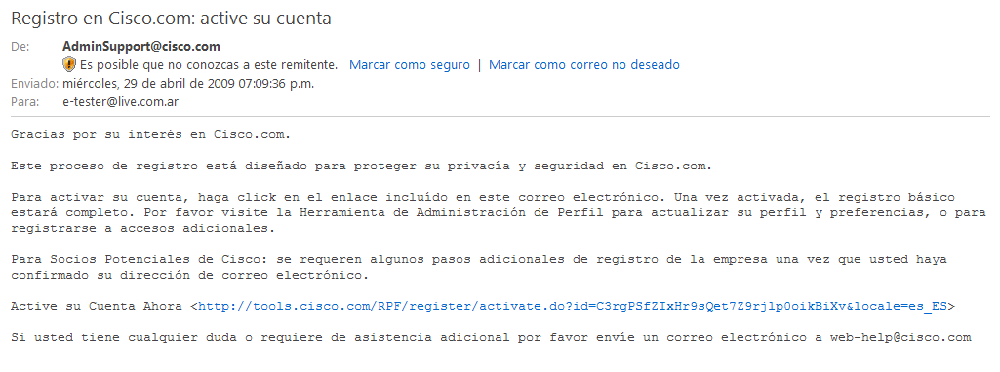 Registro en Cisco.com: active su cuenta
De: AdminSupport@cisco.com
Es posible que no conozcas a este remitente. Marcar como seguro | Marcar como correo no deseado
Enviado: miércoles, 29 de abril de 2009 07:09:36 p.m.
Para: e-tester@live.com.ar
Gracias por su interés en Cisco.com.
Este proceso de registro está diseñado para proteger su privacía y seguridad en Cisco.com.
Para activar su cuenta, haga click en el enlace incluído en este correo electrónico. Una vez activada, el registro básico
estará completo. Por favor visite la Herramienta de Administración de Perfil para actualizar su perfil y preferencias, o para
registrarse a accesos adicionales.
Para Socios Potenciales de Cisco: se requeren algunos pasos adicionales de registro de la empresa una vez que usted haya
confirmado su dirección de correo electrónico.
Active su Cuenta Ahora <http://tools.cisco.com/RPF/register/activate.do?id=C3rgPSfZIxHr9sQet7Z9rjlp0oikBiXv&locale=es_ES>
Si usted tiene cualquier duda o requiere de asistencia adicional por favor envíe un correo electrónico a web-help@cisco.com